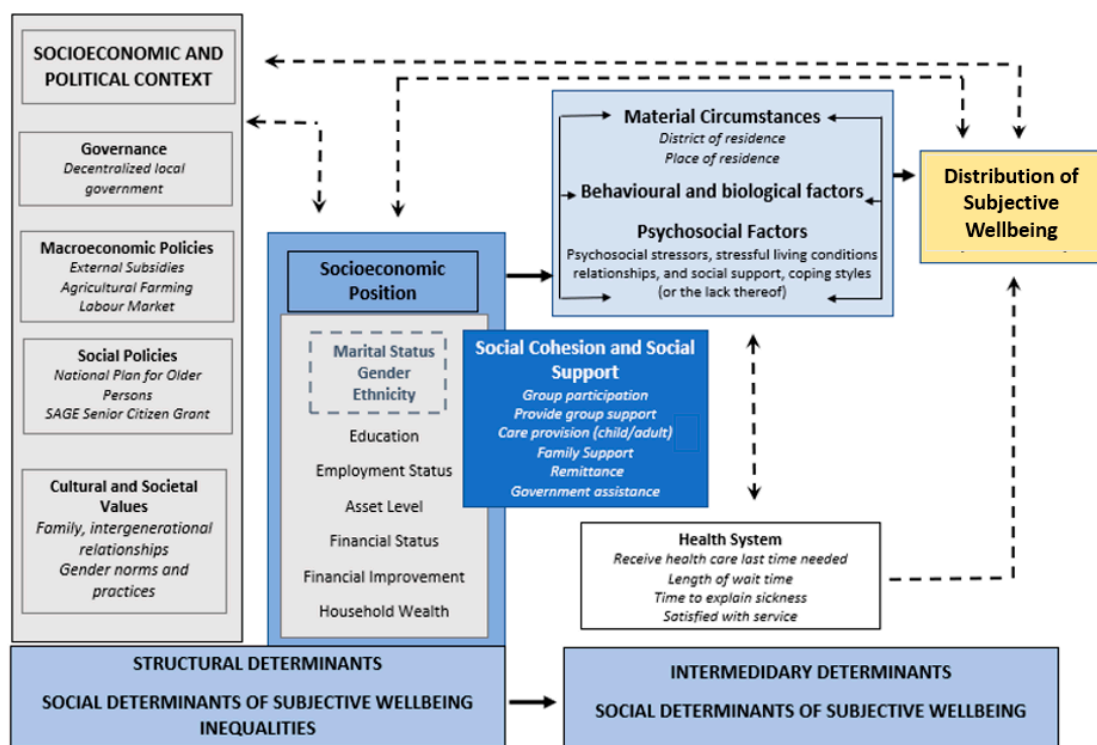 SOCIOECONOMIC AND
POLITICAL CONTEXT
Governance
Decentralized local
government
Macroeconomic Policies
External Subsidies
Agricultural Farming
Labour Market
Social Policies
National Plan for Older
Persons
SAGE Senior Citizen Grant
Cultural and Societal
Values
Family, intergenerational
relationships
Gender norms and
practices
Socioeconomic
Position
Marital Status
Gender
Ethnicity
Education
Employment Status
Asset Level
Financial Status
Financial Improvement
Household Wealth
Social Cohesion and Social
Support
Group participation
Provide group support
Care provision (child/adult)
Family Support
Remittance
Government assistance
Material Circumstances
District of residence
Place of residence
Behavioural and biological factors
Psychosocial Factors
Psychosocial stressors, stressful living conditions
relationships, and social support, coping styles
(or the lack thereof)
Health System
Receive health care last time needed
Length of wait time
Time to explain sickness
Satisfied with service
Distribution of
Subjective
Wellbeing
STRUCTURAL DETERMINANTS
SOCIAL DETERMINANTS OF SUBJECTIVE WELLBEING
INEQUALITIES
INTERMEDIDARY DETERMINANTS
SOCIAL DETERMINANTS OF SUBJECTIVE WELLBEING